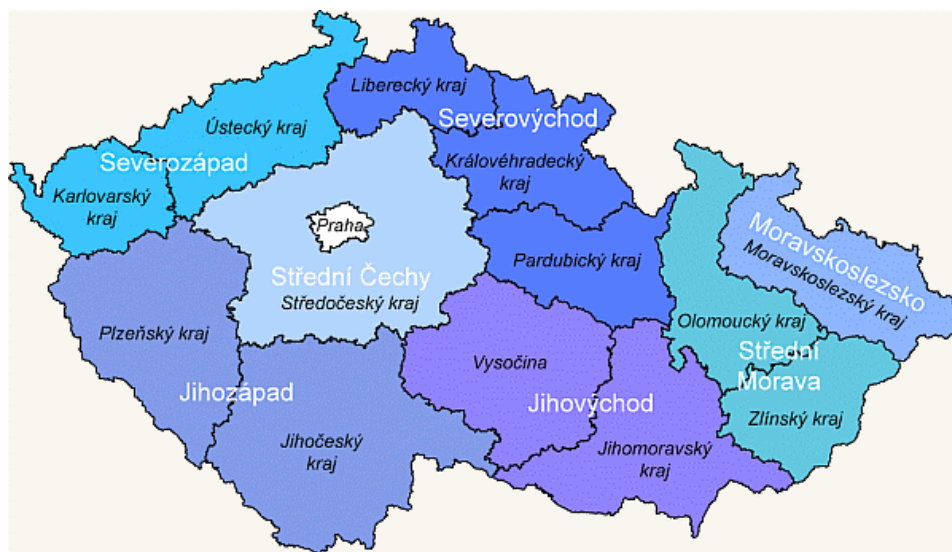 Liberecký kraj
Severovýchod
Ústecký kraj
Severozápad
Královéhradecký
kraj
Karlovarský
kraj
Praha
Moravskoslezsko
Moravskoslezský kraj
Pardubický kraj
Střední Čechy
Středočeský kraj
Plzeňský kraj
Olomoucký kraj
Střední
Morava
Vysočina
Jihozápad
Jihovýchod
Zlínský kraj
Jihočeský
kraj
Jihomoravský
kraj